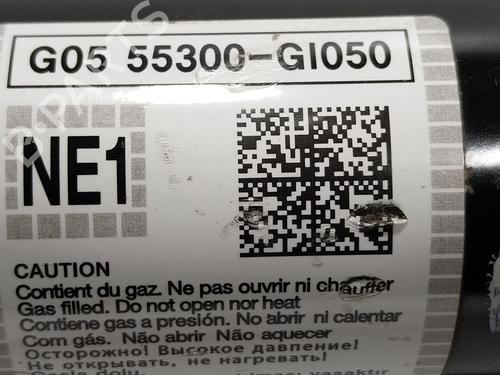 G05 55300-GI050
B-PARTS
NE1
CAUTION
Contient du gaz. Ne pas ouvrir ni chauffer
Gas filled. Do not open nor heat
Contiene gas a presión. No abrir ni calentar
Com gás. Não abrir Não aquecer
Осторожно! Высокое давление!
Не открывать, не нагревать!